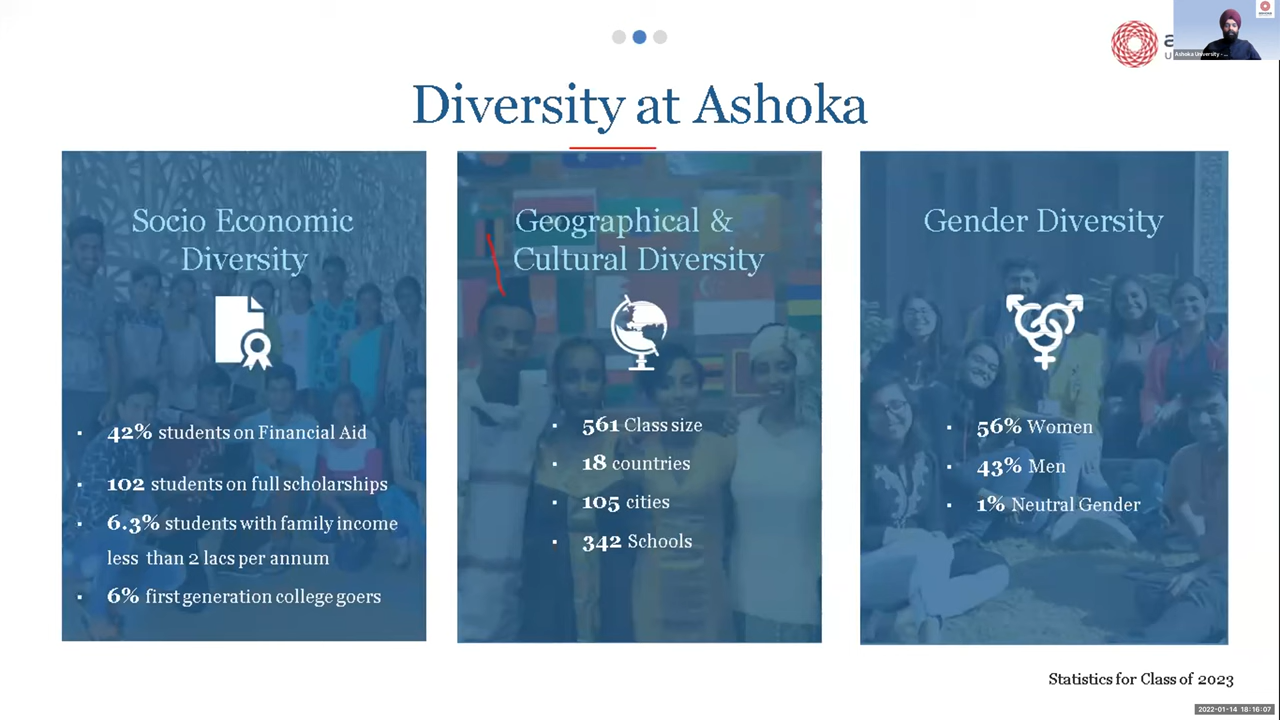 Ashoka University - ...
Diversity at Ashoka
Socio Economic
Diversity
42% students on Financial Aid
102 students on full scholarships
6.3% students with family income
less than 2 lacs per annum
6% first generation college goers
Geographical &
Cultural Diversity
561 Class size
18 countries
105 cities
342 Schools
Gender Diversity
56% Women
43% Men
1% Neutral Gender
Statistics for Class of 2023
2022-01-14 18:16:07